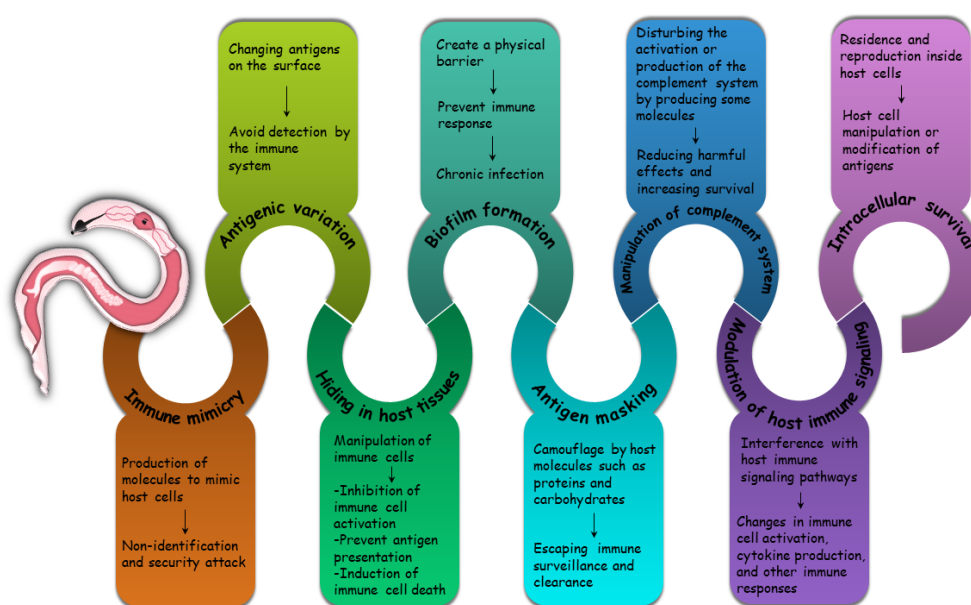 Changing antigens
on the surface
Avoid detection by
the immune
system
Antigenic variation
Create a physical
barrier
Prevent immune
response
Chronic infection
Biofilm formation
Disturbing the
activation or
production of the
complement system
by producing some
molecules
Reducing harmful
effects and
increasing survival
Manipulation of complement system
Residence and
reproduction inside
host cells
Host cell
manipulation or
modification of
antigens
Intracellular survival
Immune mimicry
Production of
molecules to mimic
host cells
Non-identification
and security attack
Hiding in host tissues
Manipulation of
immune cells
-Inhibition of
immune cell
activation
-Prevent antigen
presentation
-Induction of
immune cell death
Antigen masking
Camouflage by host
molecules such as
proteins and
carbohydrates
Escaping immune
surveillance and
clearance
Modulation of host immune signaling
Interference with
host immune
signaling pathways
Changes in immune
cell activation,
cytokine production,
and other immune
responses